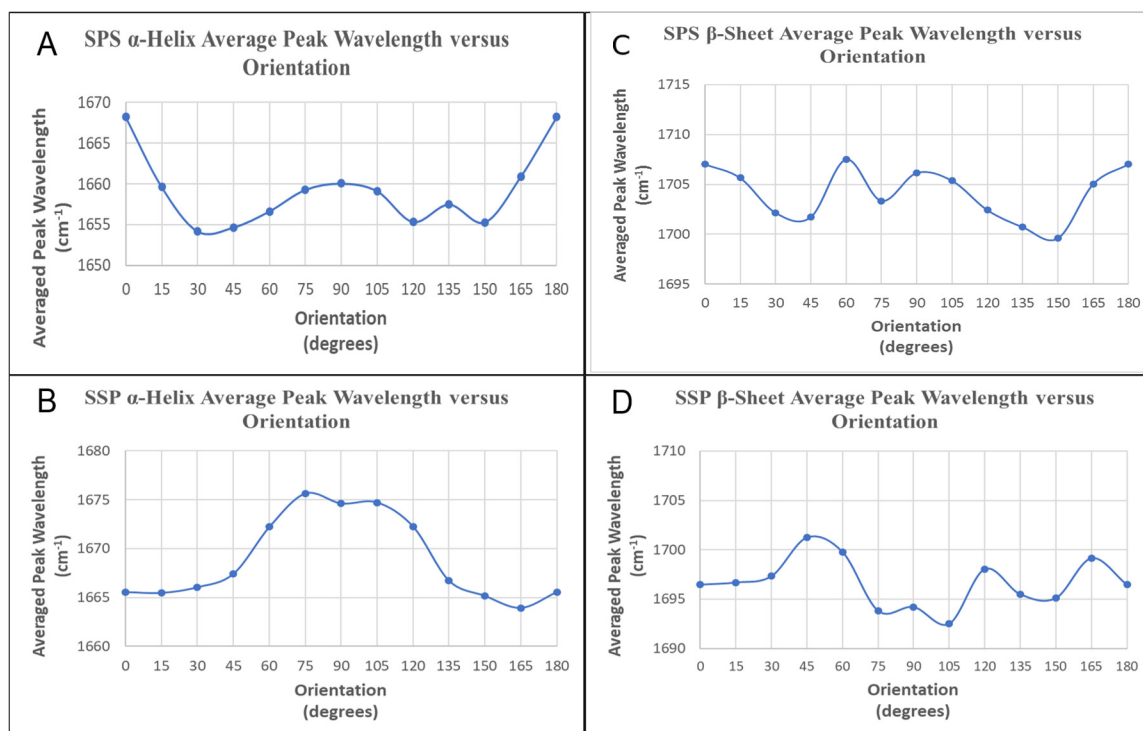 A
SPS α-Helix Average Peak Wavelength versus
Orientation
Averaged Peak Wavelength
(cm⁻¹)
1670
1665
1660
1655
1650
0 15 30 45 60 75 90 105 120 135 150 165 180
Orientation
(degrees)
C
SPS β-Sheet Average Peak Wavelength versus
Orientation
Averaged Peak Wavelength
(cm⁻¹)
1715
1710
1705
1700
1695
0 15 30 45 60 75 90 105 120 135 150 165 180
Orientation
(degrees)
B
SSP α-Helix Average Peak Wavelength versus
Orientation
Averaged Peak Wavelength
(cm⁻¹)
1680
1675
1670
1665
1660
0 15 30 45 60 75 90 105 120 135 150 165 180
Orientation
(degrees)
D
SSP β-Sheet Average Peak Wavelength versus
Orientation
Averaged Peak Wavelength
(cm⁻¹)
1710
1705
1700
1695
1690
0 15 30 45 60 75 90 105 120 135 150 165 180
Orientation
(degrees)